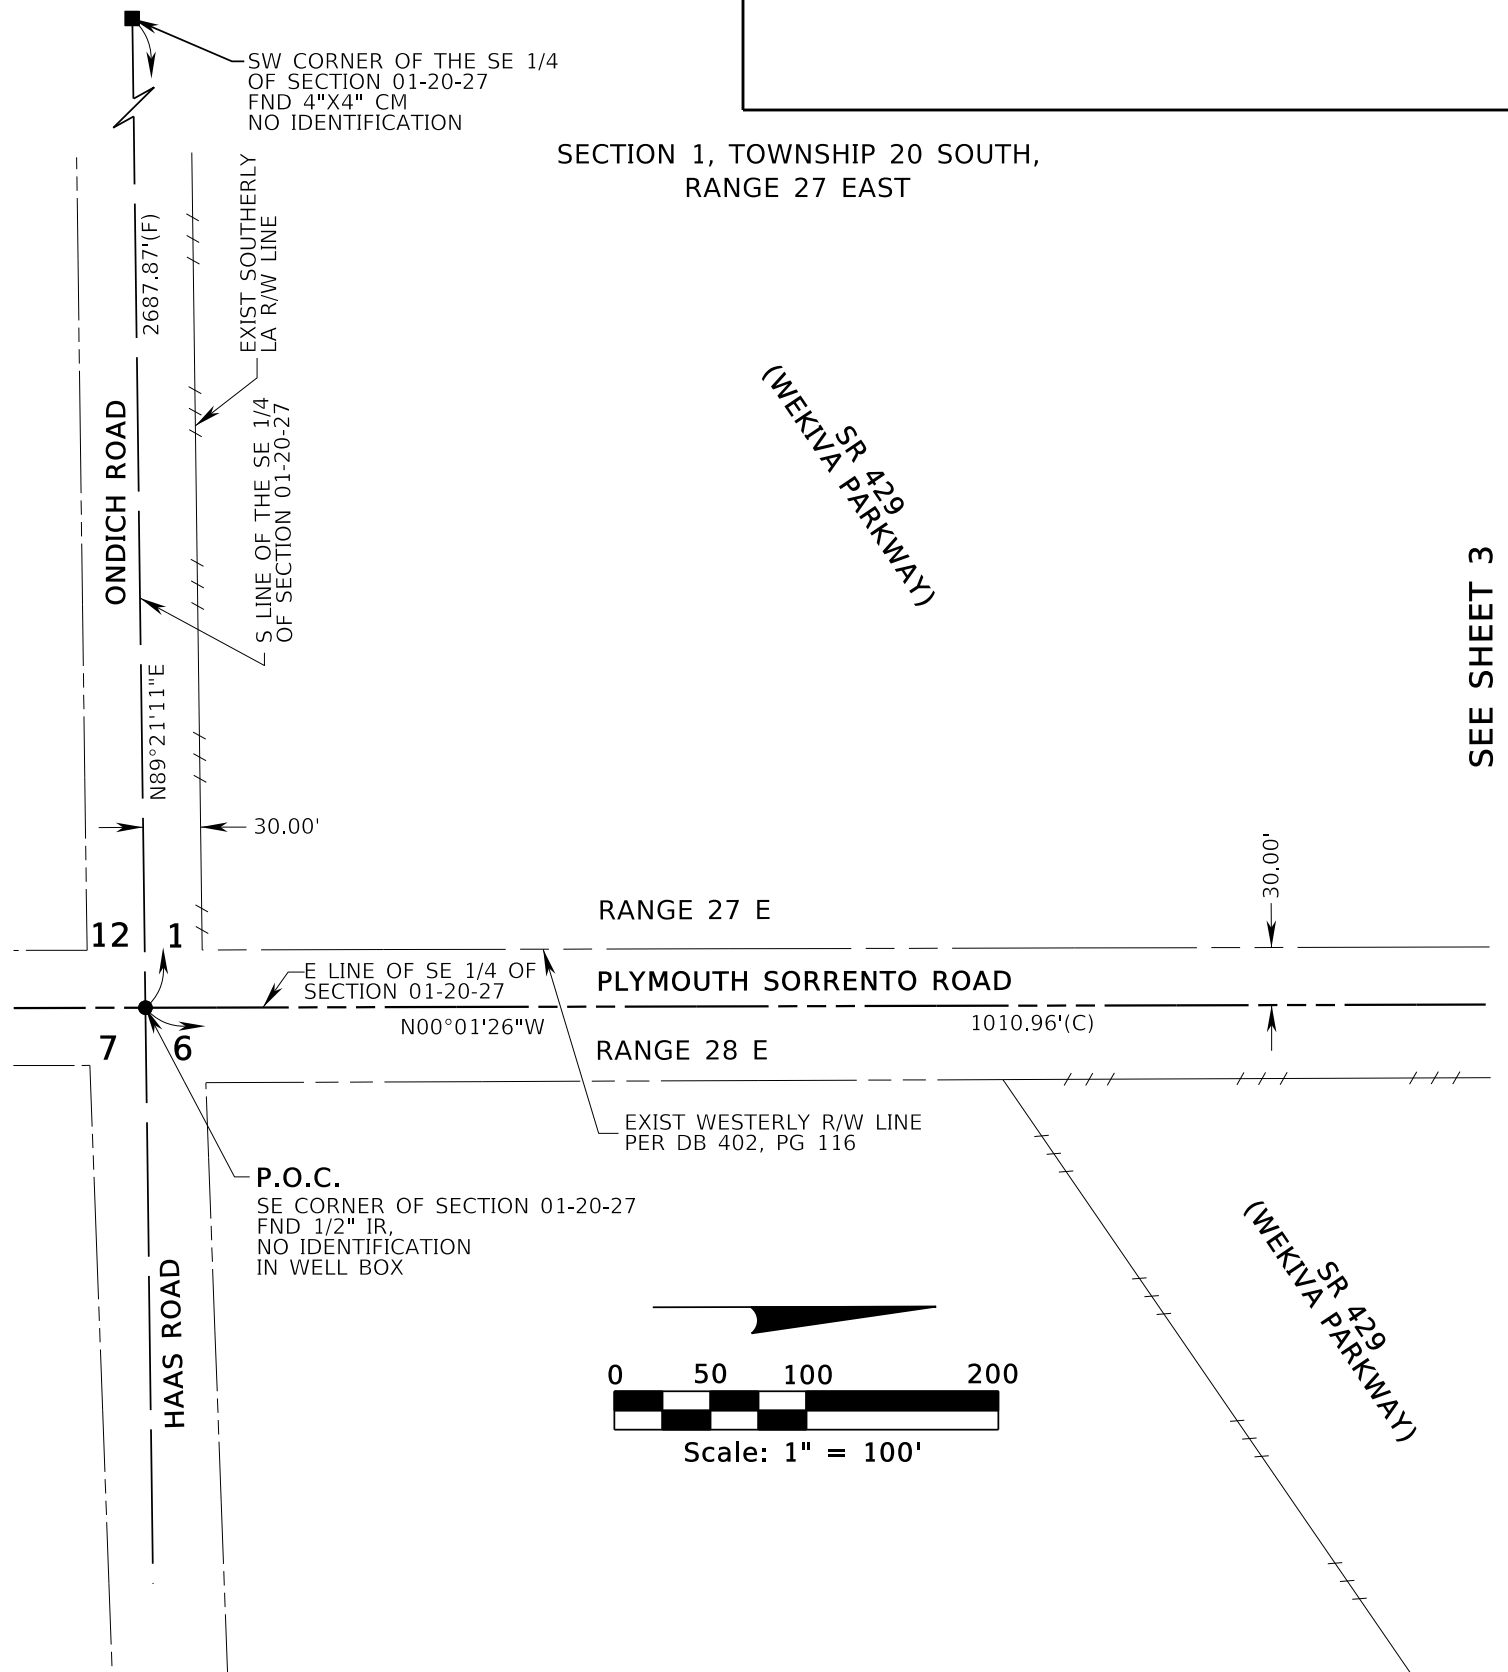 SW CORNER OF THE SE 1/4
OF SECTION 01-20-27
FND 4"X4" CM
NO IDENTIFICATION
SECTION 1, TOWNSHIP 20 SOUTH,
RANGE 27 EAST
2687.87'(F)
EXIST SOUTHERLY
LA R/W LINE
ONDICH ROAD
S LINE OF THE SE 1/4
OF SECTION 01-20-27
SR 429
(WEKIVA PARKWAY)
SEE SHEET 3
N89°21'11"E
30.00'
30.00'
RANGE 27 E
12
1
E LINE OF SE 1/4 OF
SECTION 01-20-27
PLYMOUTH SORRENTO ROAD
N00°01'26"W
1010.96'(C)
7
6
RANGE 28 E
EXIST WESTERLY R/W LINE
PER DB 402, PG 116
P.O.C.
SE CORNER OF SECTION 01-20-27
FND 1/2" IR,
NO IDENTIFICATION
IN WELL BOX
HAAS ROAD
SR 429
(WEKIVA PARKWAY)
0 50 100 200
Scale: 1" = 100'